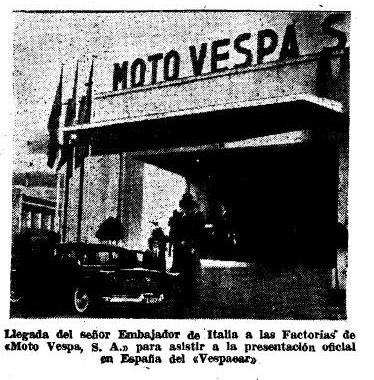 MOTO VESPA S.
Llegada del señor Embajador de Italia a las Factorías de
«Moto Vespa, S. A.» para asistir a la presentación oficial
en España del «Vespacar»